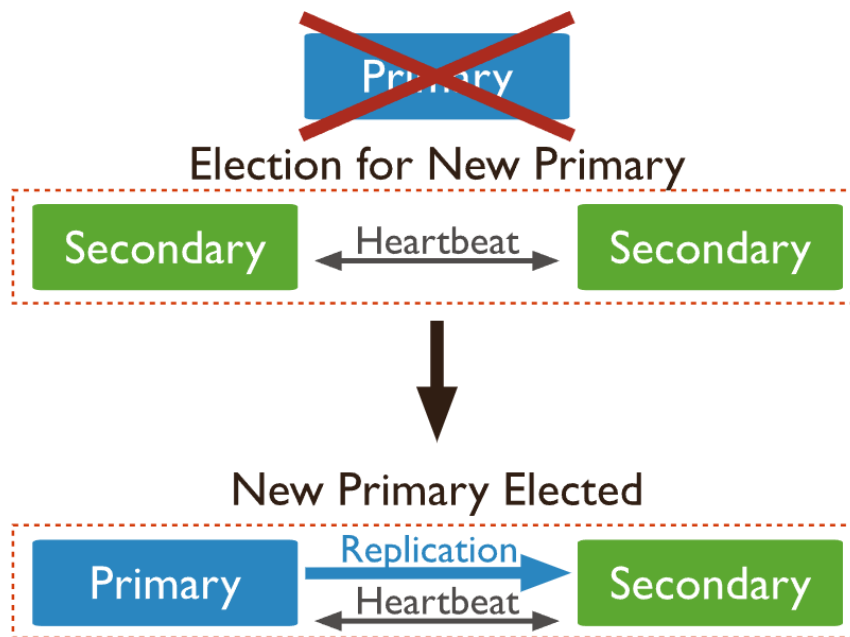 Primary
Election for New Primary
Secondary Heartbeat Secondary
New Primary Elected
Primary Replication Secondary
Heartbeat